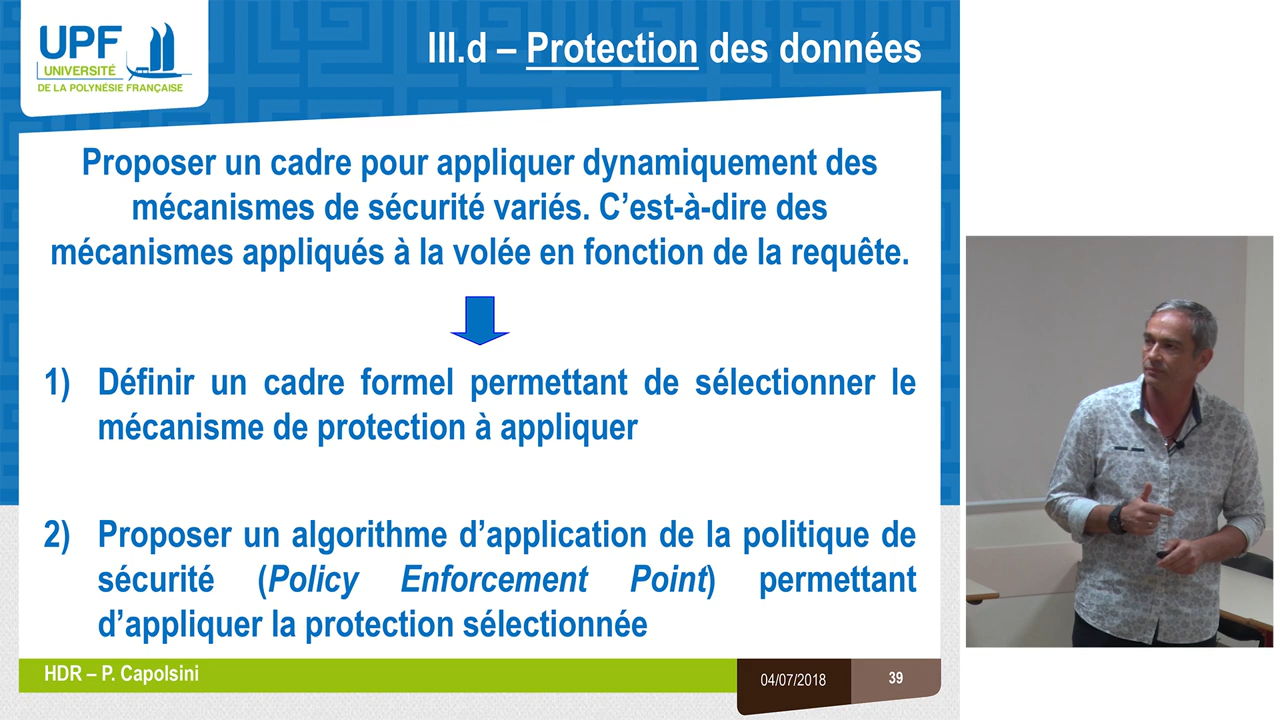 UPF
UNIVERSITÉ
DE LA POLYNÉSIE FRANÇAISE
III.d – Protection des données
Proposer un cadre pour appliquer dynamiquement des
mécanismes de sécurité variés. C’est-à-dire des
mécanismes appliqués à la volée en fonction de la requête.
1) Définir un cadre formel permettant de sélectionner le
mécanisme de protection à appliquer
2) Proposer un algorithme d’application de la politique de
sécurité (Policy Enforcement Point) permettant
d’appliquer la protection sélectionnée
HDR – P. Capolsini
04/07/2018
39